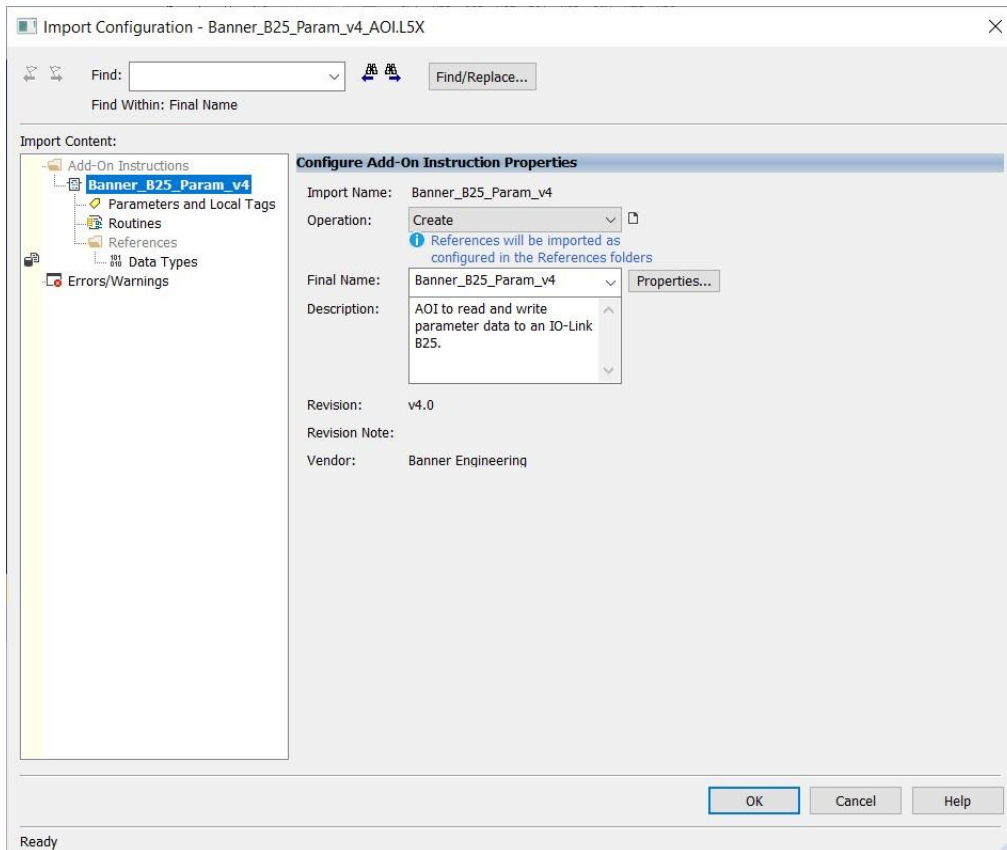 Import Configuration - Banner_B25_Param_v4_AOI.L5X
Find:
Find/Replace...
Find Within: Final Name
Import Content:
Add-On Instructions
Banner_B25_Param_v4
Parameters and Local Tags
Routines
References
Data Types
Errors/Warnings
Configure Add-On Instruction Properties
Import Name: Banner_B25_Param_v4
Operation: Create
References will be imported as
configured in the References folders
Final Name: Banner_B25_Param_v4 Properties...
Description: AOI to read and write
parameter data to an IO-Link
B25.
Revision: v4.0
Revision Note:
Vendor: Banner Engineering
OK Cancel Help
Ready